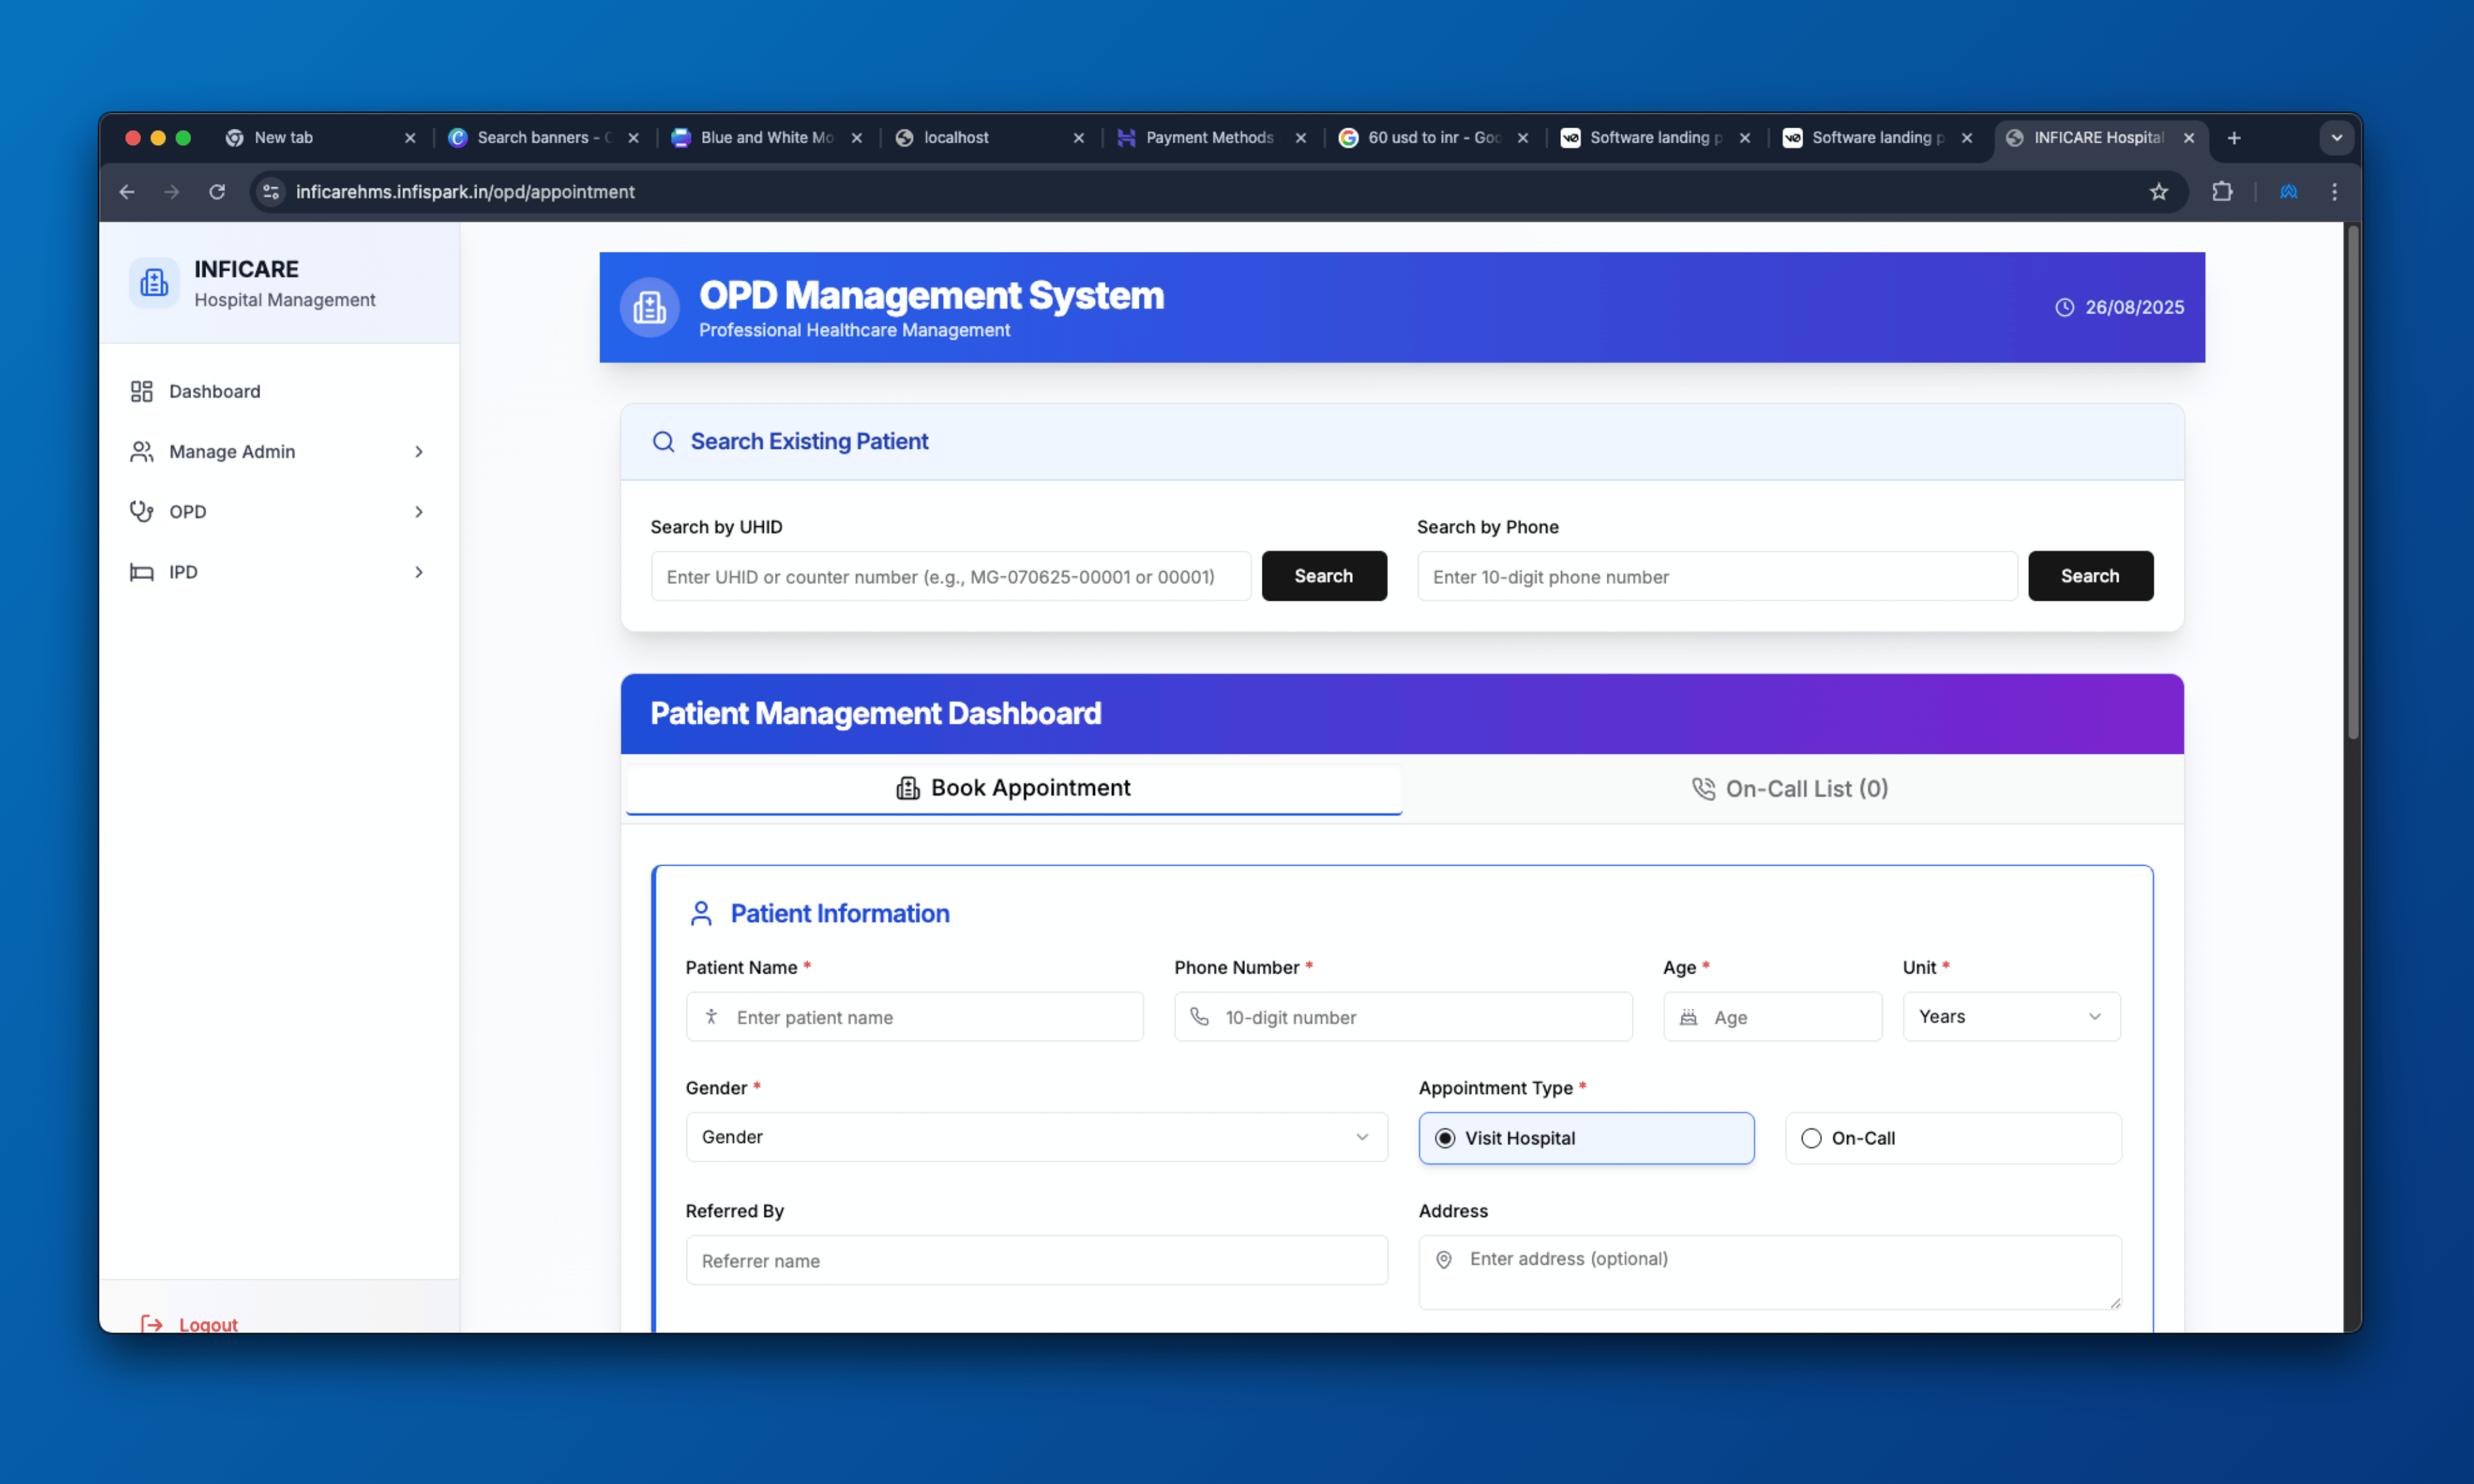 New tab
Search banners - C
Blue and White Mo
localhost
Payment Methods
60 usd to inr - Goo
Software landing p
Software landing p
INFICARE Hospital
inficarehms.infispark.in/opd/appointment
INFICARE
Hospital Management
Dashboard
Manage Admin
OPD
IPD
Logout
OPD Management System
Professional Healthcare Management
26/08/2025
Search Existing Patient
Search by UHID
Enter UHID or counter number (e.g., MG-070625-00001 or 00001)
Search
Search by Phone
Enter 10-digit phone number
Search
Patient Management Dashboard
Book Appointment
On-Call List (0)
Patient Information
Patient Name *
Phone Number *
Age *
Unit *
Enter patient name
10-digit number
Age
Years
Gender *
Appointment Type *
Gender
Visit Hospital
On-Call
Referred By
Address
Referrer name
Enter address (optional)